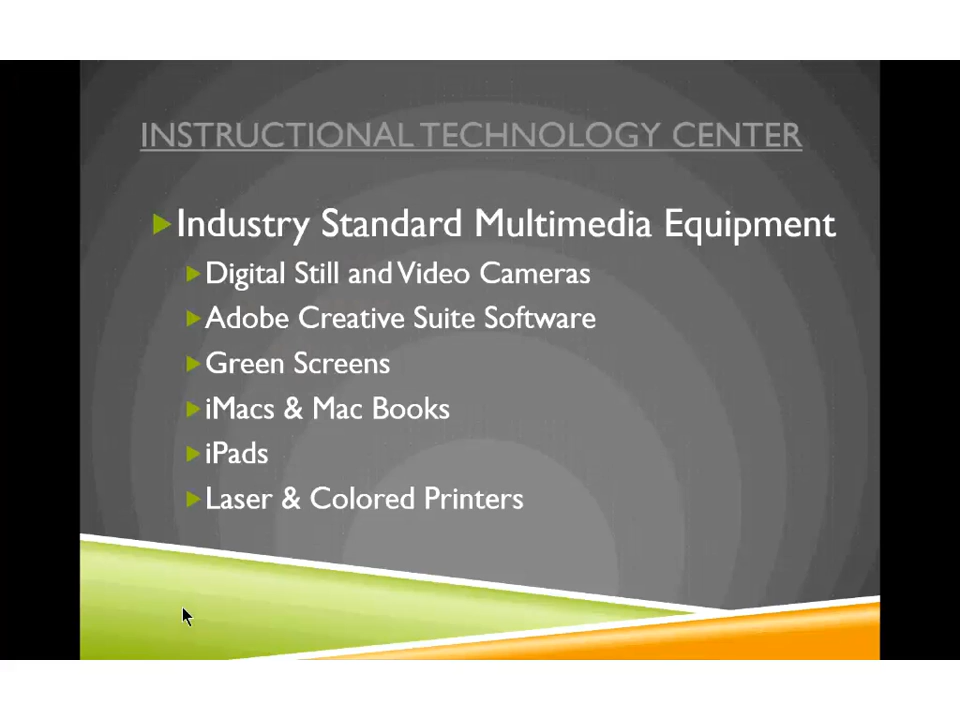 INSTRUCTIONAL TECHNOLOGY CENTER
Industry Standard Multimedia Equipment
Digital Still and Video Cameras
Adobe Creative Suite Software
Green Screens
iMacs & Mac Books
iPads
Laser & Colored Printers